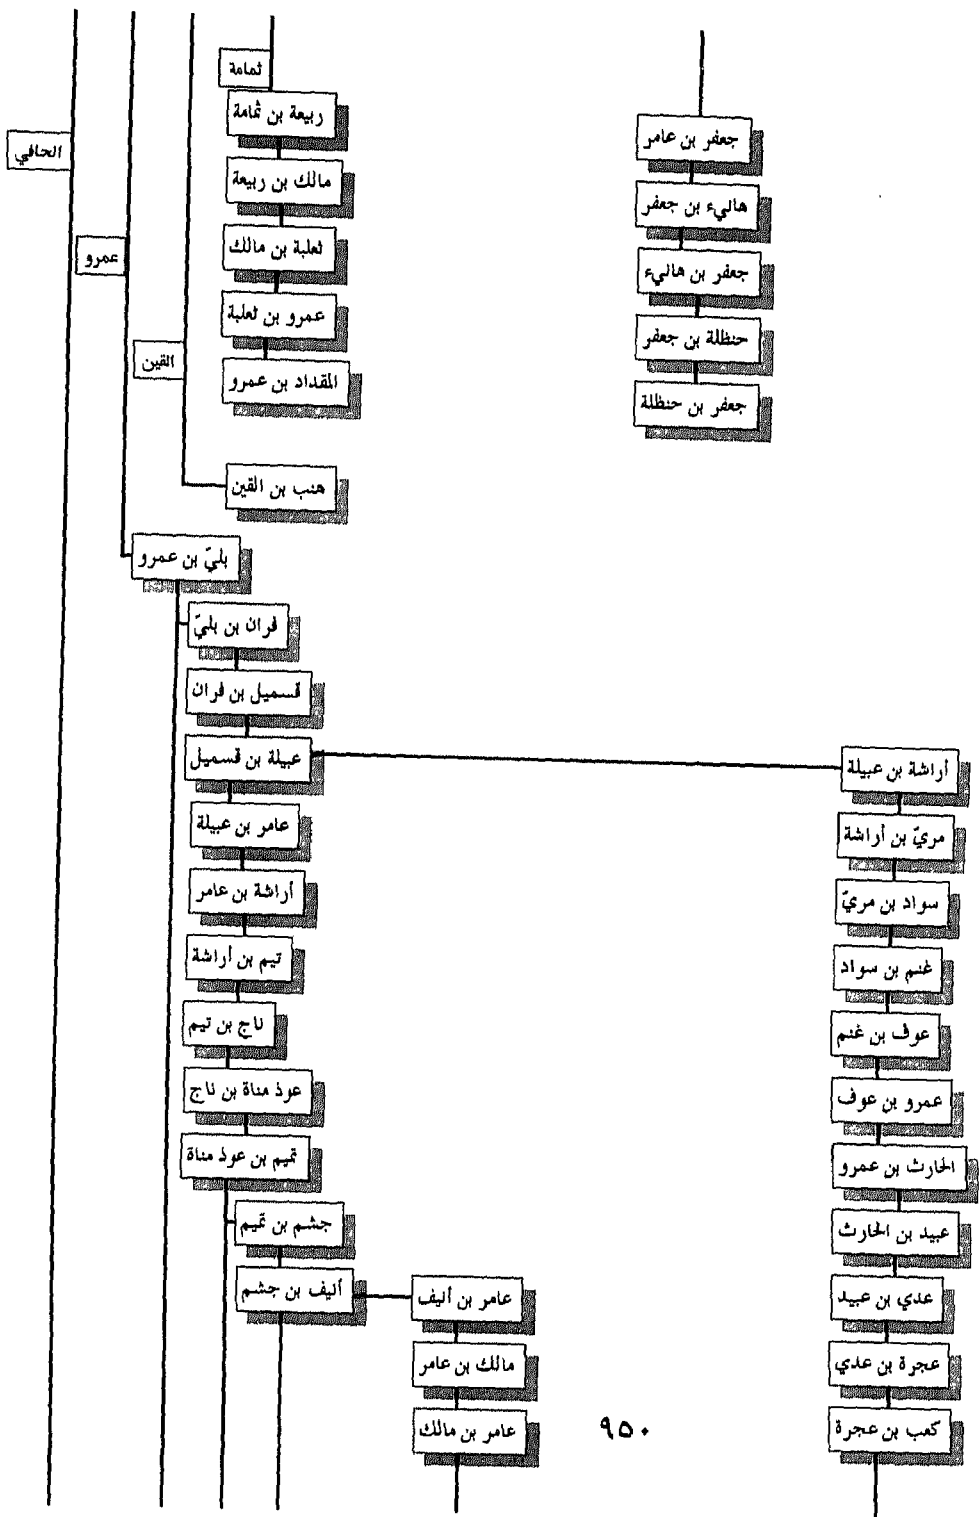 ثمامة
ربيعة بن ثمامة
مالك بن ربيعة
ثعلبة بن مالك
عمرو بن ثعلبة
المقداد بن عمرو
جعفر بن عامر
هاليء بن جعفر
جعفر بن هاليء
حنظلة بن جعفر
جعفر بن حنظلة
الحافي
عمرو
القين
هنب بن القين
بليّ بن عمرو
فران بن بليّ
قسميل بن فران
عبيلة بن قسميل
عامر بن عبيلة
أراشة بن عامر
تيم بن أراشة
ناج بن تيم
عوذ مناة بن ناج
تميم بن عوذ مناة
جشم بن تميم
أليف بن جشم
عامر بن أليف
مالك بن عامر
عامر بن مالك
أراشة بن عبيلة
مريّ بن أراشة
سواد بن مريّ
غنم بن سواد
عوف بن غنم
عمرو بن عوف
الحارث بن عمرو
عبيد بن الحارث
عدي بن عبيد
عجرة بن عدي
كعب بن عجرة
٩٥٠